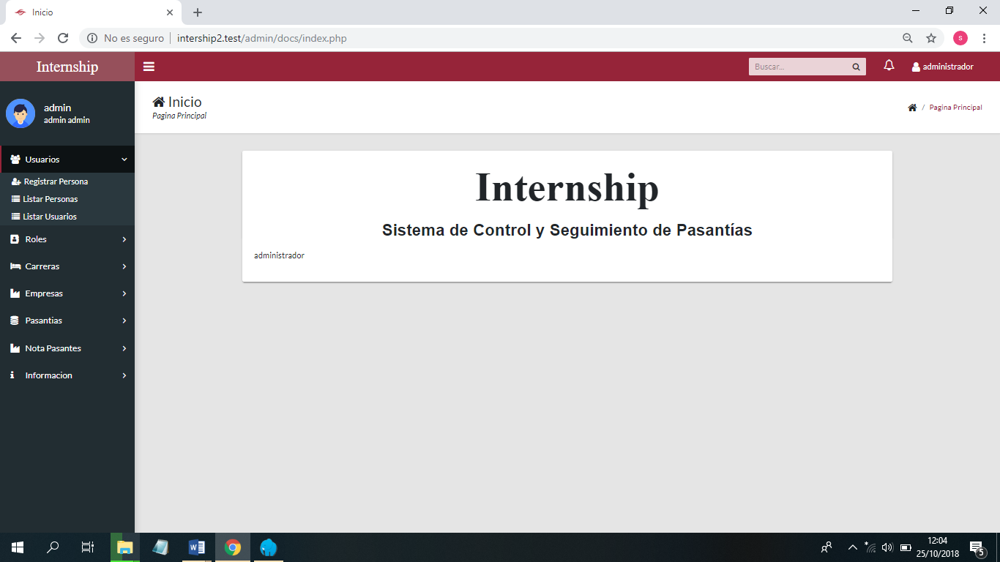 Inicio
No es seguro | intership2.test/admin/docs/index.php
s
Internship
Buscar...
administrador
admin
admin admin
Inicio
Pagina Principal
/ Pagina Principal
Usuarios
Registrar Persona
Listar Personas
Listar Usuarios
Roles
Carreras
Empresas
Pasantias
Nota Pasantes
Informacion
Internship
Sistema de Control y Seguimiento de Pasantías
administrador
12:04
25/10/2018
5